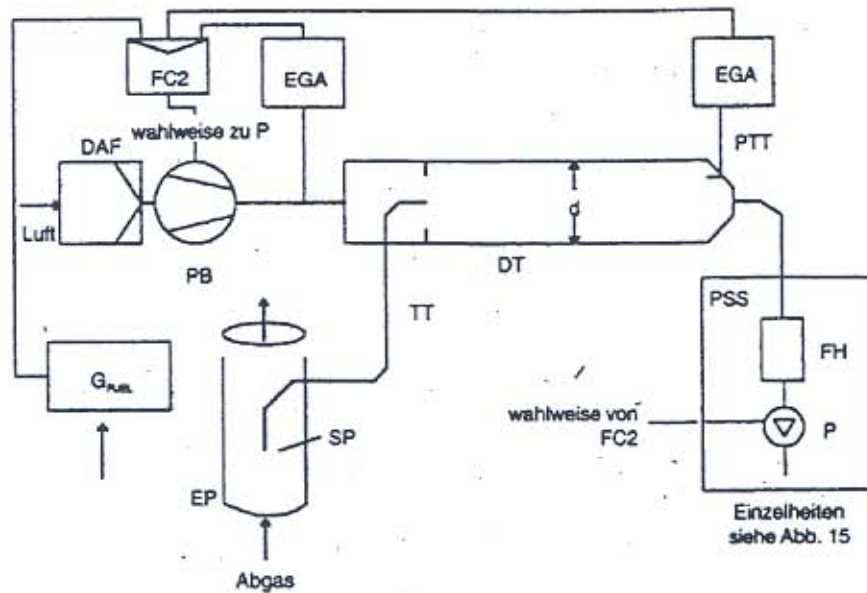 FC2
EGA
EGA
wahlweise zu P
DAF
PTT
Luft
d
PB
DT
TT
PSS
FH
G FUEL
wahlweise von
FC2
P
SP
EP
Einzelheiten
siehe Abb. 15
Abgas